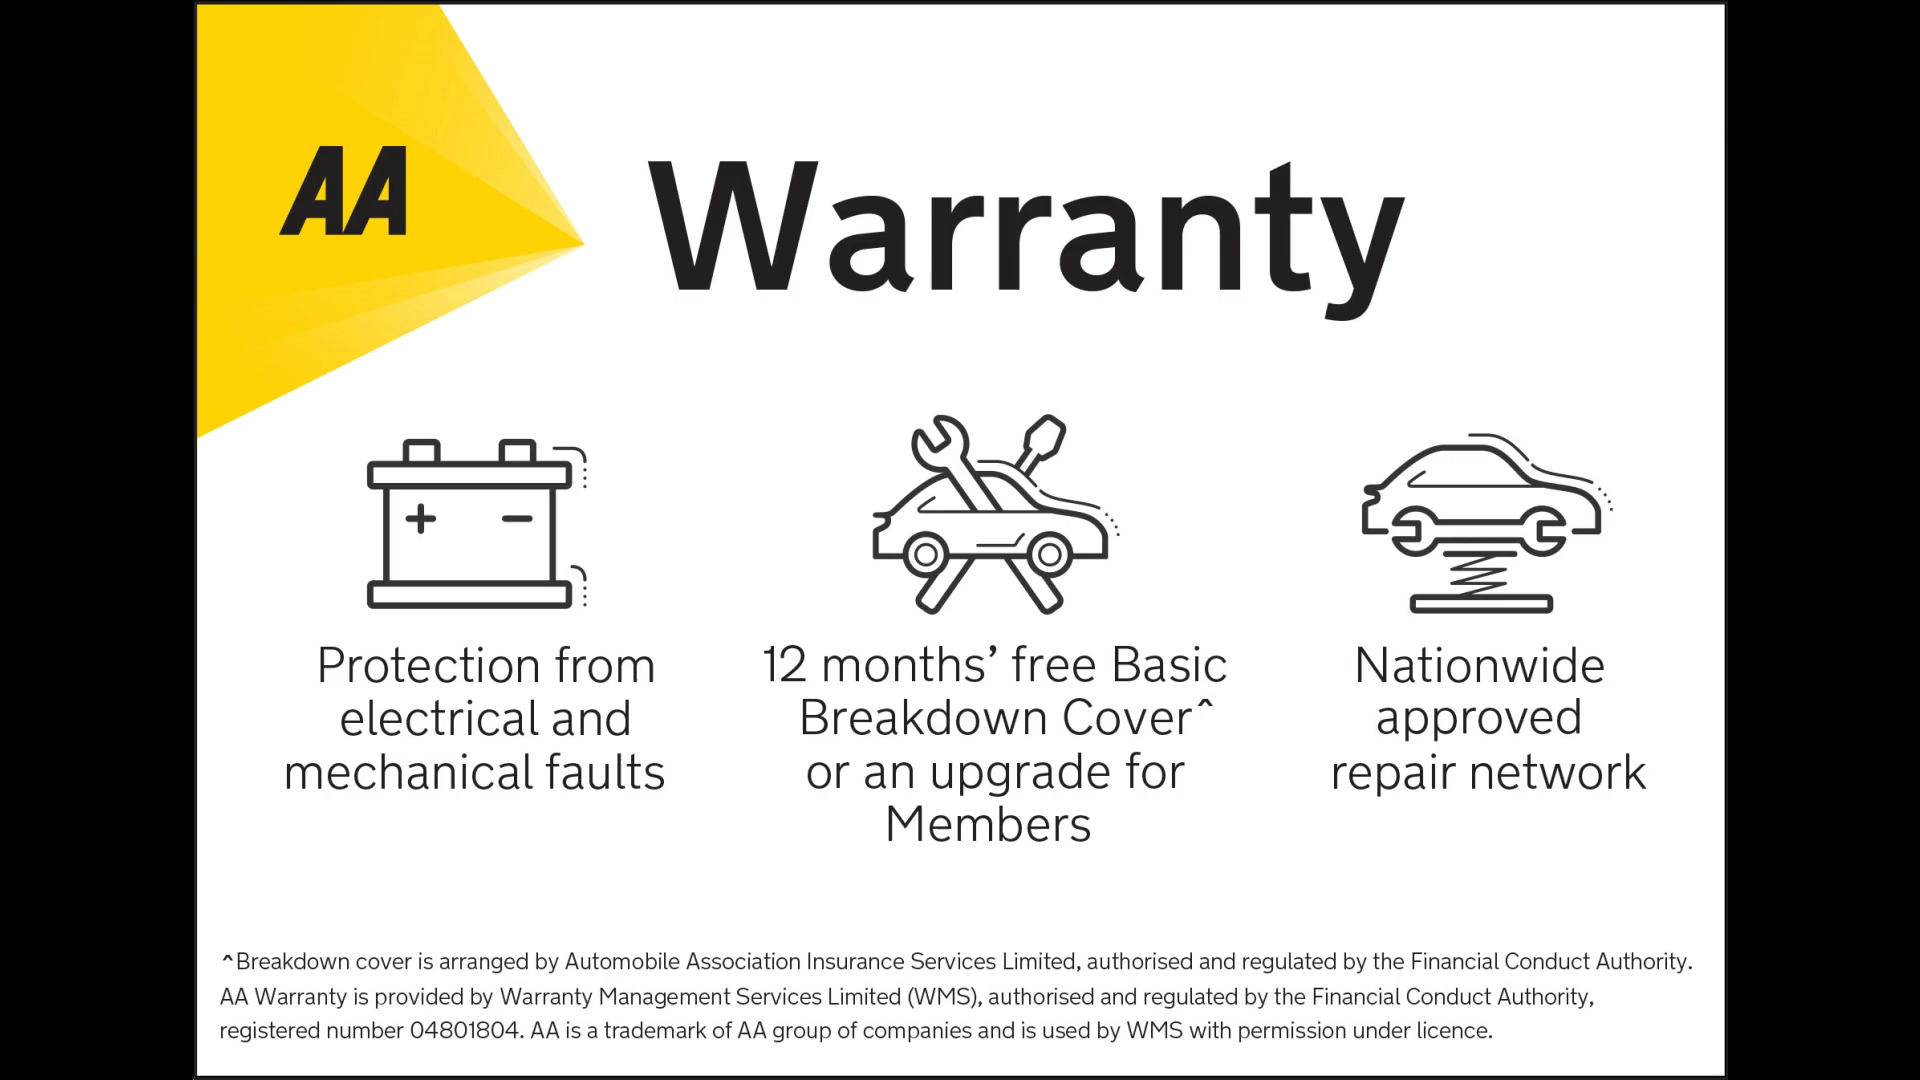 AA
Warranty
+ −
Protection from
electrical and
mechanical faults
12 months’ free Basic
Breakdown Cover^
or an upgrade for
Members
Nationwide
approved
repair network
^Breakdown cover is arranged by Automobile Association Insurance Services Limited, authorised and regulated by the Financial Conduct Authority.
AA Warranty is provided by Warranty Management Services Limited (WMS), authorised and regulated by the Financial Conduct Authority,
registered number 04801804. AA is a trademark of AA group of companies and is used by WMS with permission under licence.